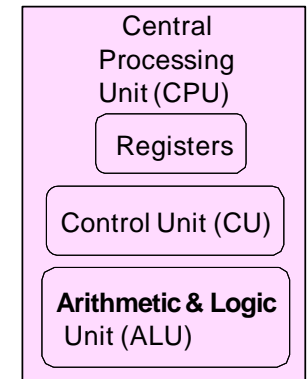 Central
Processing
Unit (CPU)
Registers
Control Unit (CU)
Arithmetic & Logic
Unit (ALU)